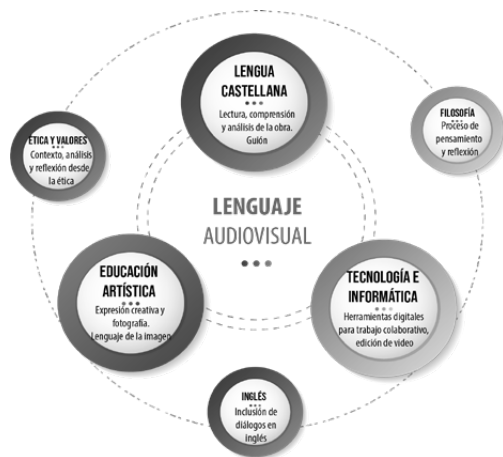 LENGUA
CASTELLANA
Lectura, comprensión
y análisis de la obra.
Guión
FILOSOFÍA
Proceso de
pensamiento
y reflexión
ÉTICA Y VALORES
Contexto, análisis
y reflexión desde
la ética
LENGUAJE
AUDIOVISUAL
EDUCACIÓN
ARTÍSTICA
Expresión creativa y
fotografía.
Lenguaje de la imagen
TECNOLOGÍA E
INFORMÁTICA
Herramientas digitales
para trabajo colaborativo,
edición de video
INGLÉS
Inclusión de
diálogos en
inglés